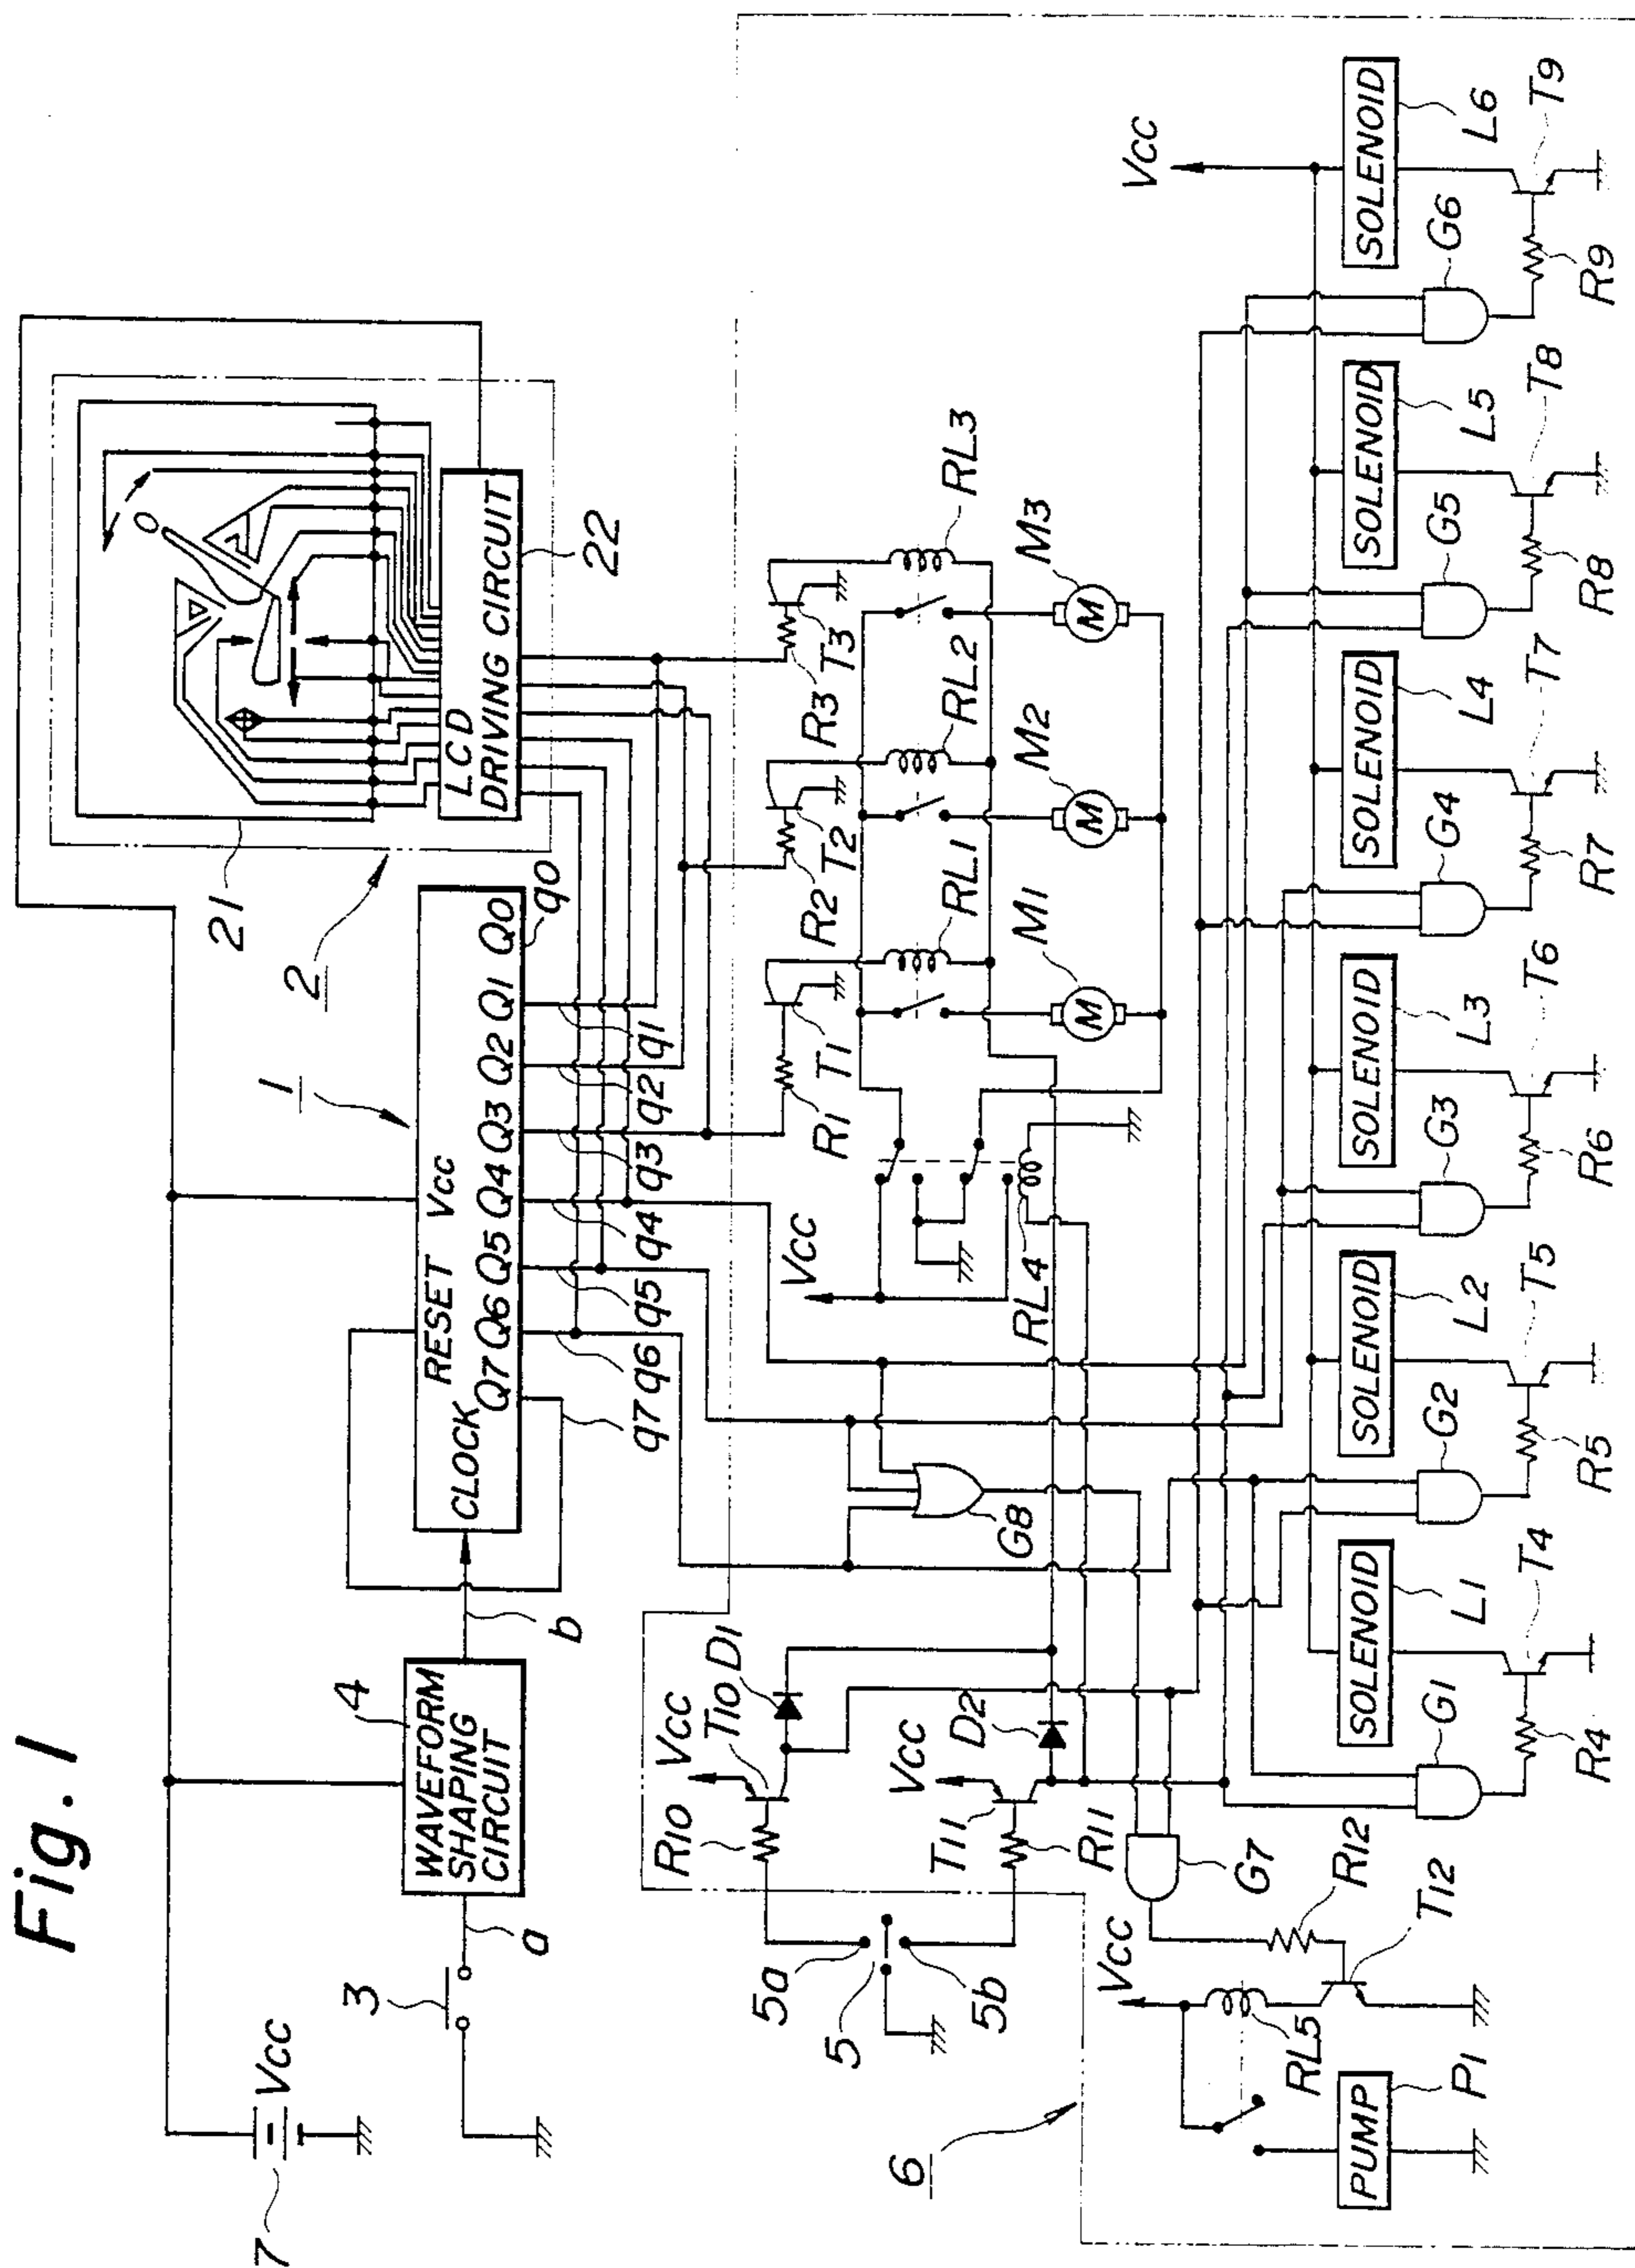 Fig. 1
7
Vcc
3
a
WAVEFORM
SHAPING
CIRCUIT
4
b
1
CLOCK
RESET
Vcc
Q7
Q6
Q5
Q4
Q3
Q2
Q1
Q0
q7
q6
q5
q4
q3
q2
q1
q0
2
21
LCD
DRIVING CIRCUIT
22
5a
5
5b
6
R10
Vcc
T10
D1
Vcc
T11
R11
D2
G8
G7
R12
T12
Vcc
RL5
PUMP
P1
Vcc
RL4
R1
T1
RL1
M
M1
R2
T2
RL2
M
M2
R3
T3
RL3
M
M3
Vcc
SOLENOID
L1
G1
R4
T4
SOLENOID
L2
G2
R5
T5
SOLENOID
L3
G3
R6
T6
SOLENOID
L4
G4
R7
T7
SOLENOID
L5
G5
R8
T8
SOLENOID
L6
G6
R9
T9